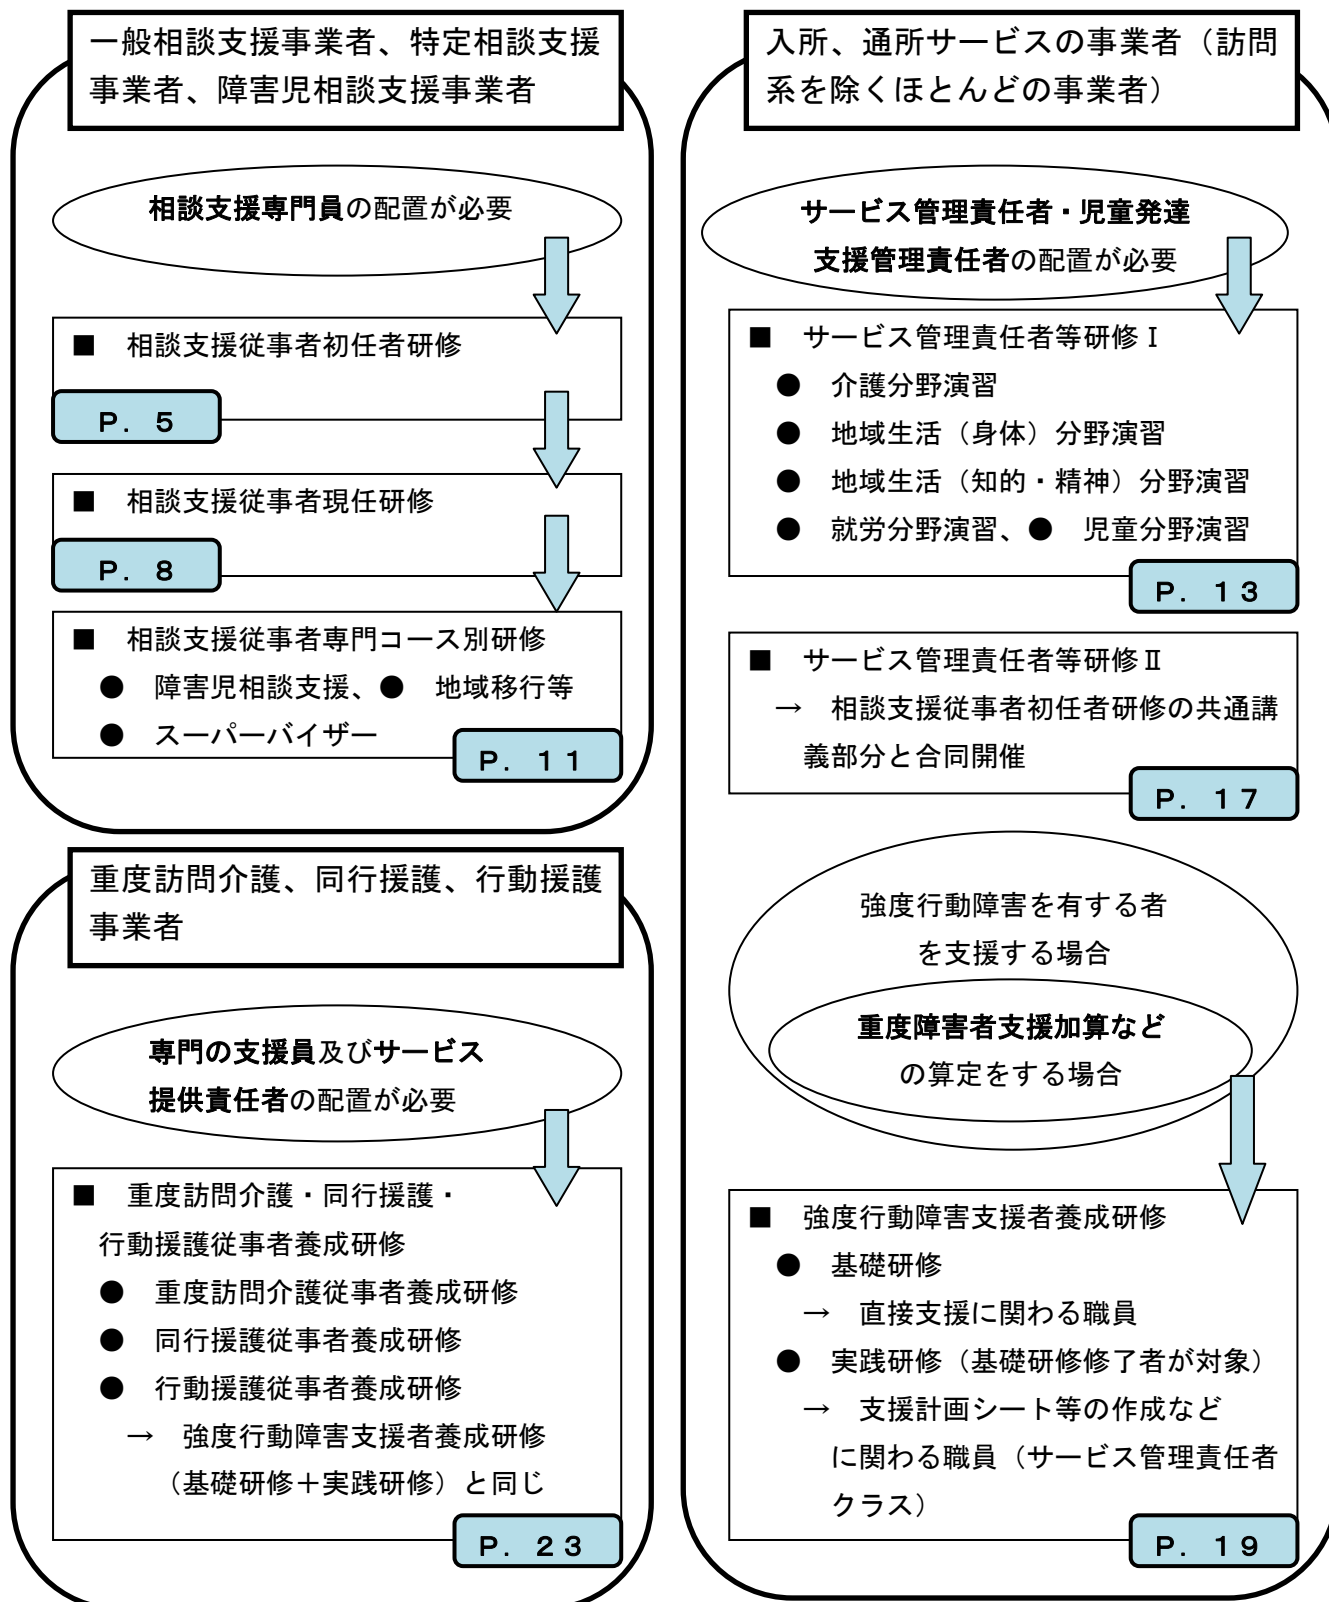 一般相談支援事業者、特定相談支援
事業者、障害児相談支援事業者
相談支援専門員の配置が必要
■　相談支援従事者初任者研修
Ｐ．５
■　相談支援従事者現任研修
Ｐ．８
■　相談支援従事者専門コース別研修
●　障害児相談支援、●　地域移行等
●　スーパーバイザー
Ｐ．１１
重度訪問介護、同行援護、行動援護
事業者
専門の支援員及びサービス
提供責任者の配置が必要
■　重度訪問介護・同行援護・
行動援護従事者養成研修
●　重度訪問介護従事者養成研修
●　同行援護従事者養成研修
●　行動援護従事者養成研修
→　強度行動障害支援者養成研修
（基礎研修＋実践研修）と同じ
Ｐ．２３
入所、通所サービスの事業者（訪問
系を除くほとんどの事業者）
サービス管理責任者・児童発達
支援管理責任者の配置が必要
■　サービス管理責任者等研修Ⅰ
●　介護分野演習
●　地域生活（身体）分野演習
●　地域生活（知的・精神）分野演習
●　就労分野演習、●　児童分野演習
Ｐ．１３
■　サービス管理責任者等研修Ⅱ
→　相談支援従事者初任者研修の共通講
義部分と合同開催
Ｐ．１７
強度行動障害を有する者
を支援する場合
重度障害者支援加算など
の算定をする場合
■　強度行動障害支援者養成研修
●　基礎研修
→　直接支援に関わる職員
●　実践研修（基礎研修修了者が対象）
→　支援計画シート等の作成など
に関わる職員（サービス管理責任者
クラス）
Ｐ．１９